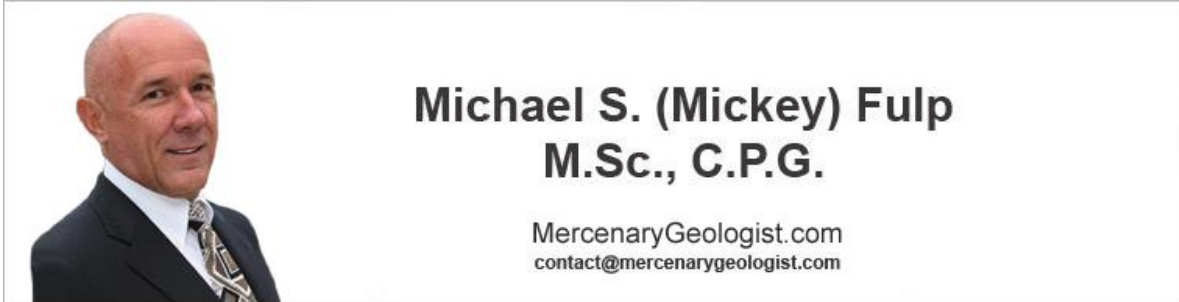 Michael S. (Mickey) Fulp
M.Sc., C.P.G.
MercenaryGeologist.com
contact@mercenarygeologist.com